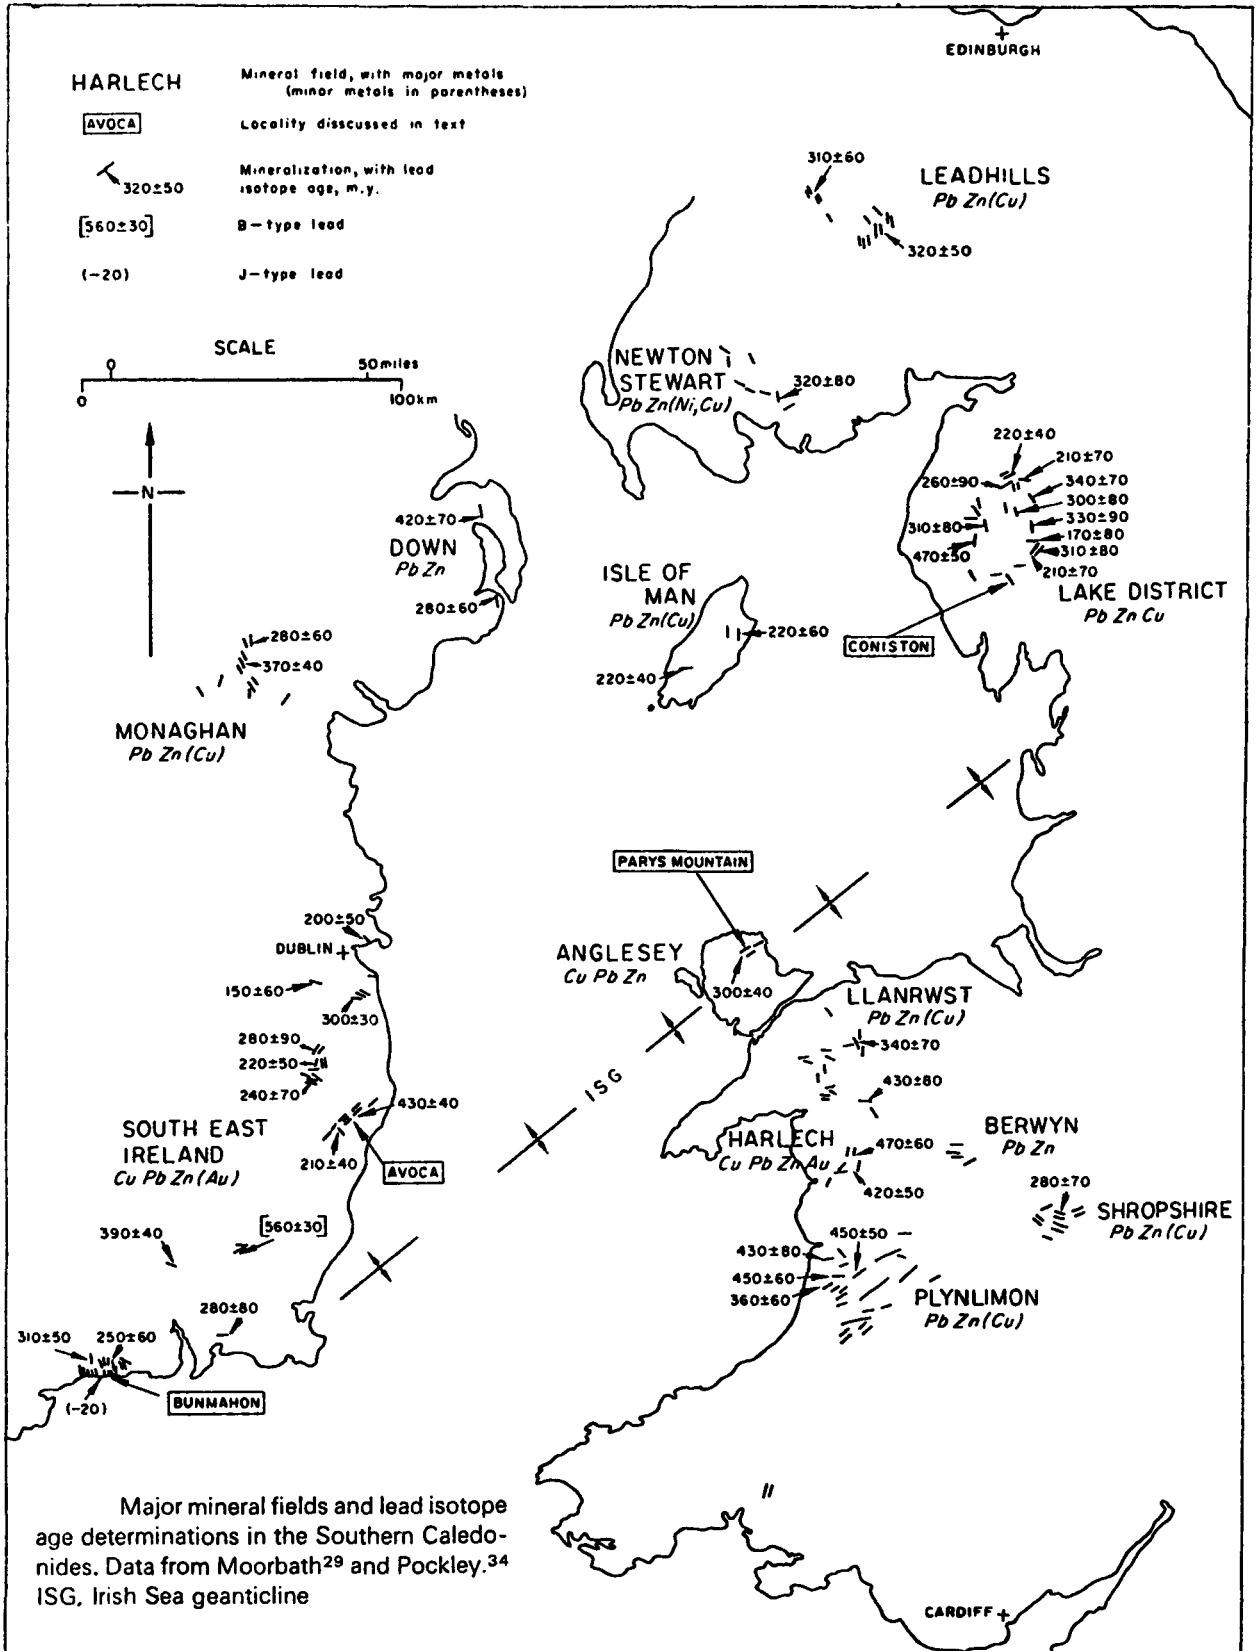 EDINBURGH
HARLECH
Mineral field, with major metals
(minor metals in parentheses)
AVOCA
Locality disscussed in text
320±50
Mineralization, with lead
isotope age, m.y.
[560±30]
B-type lead
(-20)
J-type lead
SCALE
0
50 miles
0
100km
N
310±60
LEADHILLS
Pb Zn(Cu)
320±50
NEWTON
STEWART
Pb Zn(Ni,Cu)
320±80
220±40
210±70
260±90
340±70
300±80
310±80
330±90
170±80
470±50
310±80
210±70
LAKE DISTRICT
Pb Zn Cu
CONISTON
420±70
DOWN
Pb Zn
280±60
ISLE OF
MAN
Pb Zn(Cu)
220±60
220±40
280±60
370±40
MONAGHAN
Pb Zn(Cu)
PARYS MOUNTAIN
ANGLESEY
Cu Pb Zn
300±40
200±50
DUBLIN
150±60
300±30
280±90
220±50
240±70
430±40
SOUTH EAST
IRELAND
Cu Pb Zn(Au)
210±40
AVOCA
ISG
LLANRWST
Pb Zn(Cu)
340±70
430±80
HARLECH
Cu Pb Zn Au
470±60
420±50
BERWYN
Pb Zn
280±70
SHROPSHIRE
Pb Zn(Cu)
450±50
430±80
450±60
360±60
PLYNLIMON
Pb Zn(Cu)
390±40
[560±30]
280±80
310±50
250±60
(-20)
BUNMAHON
Major mineral fields and lead isotope
age determinations in the Southern Caledo-
nides. Data from Moorbath29 and Pockley.34
ISG, Irish Sea geanticline
CARDIFF